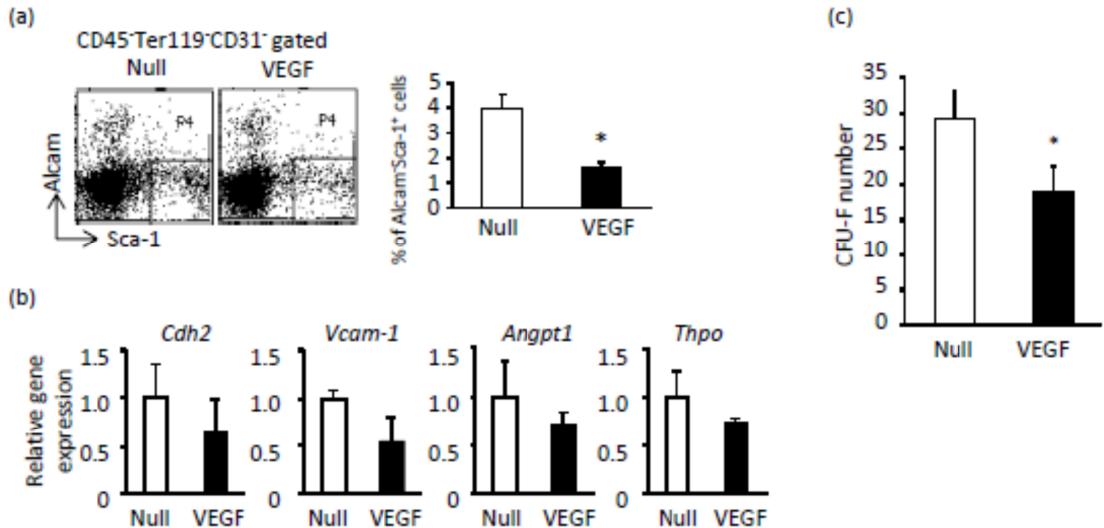 (a)
CD45-Ter119-CD31- gated
Null VEGF
P4 P4
Alcam
Sca-1
% of Alcam-Sca-1+ cells
5
4
3
2
1
0
*
Null VEGF
(b)
Relative gene expression
Cdh2
1.5
1.0
0.5
0
Null VEGF
Vcam-1
1.5
1.0
0.5
0
Null VEGF
Angpt1
1.5
1.0
0.5
0
Null VEGF
Thpo
1.5
1.0
0.5
0
Null VEGF
(c)
CFU-F number
35
30
25
20
15
10
5
0
*
Null VEGF